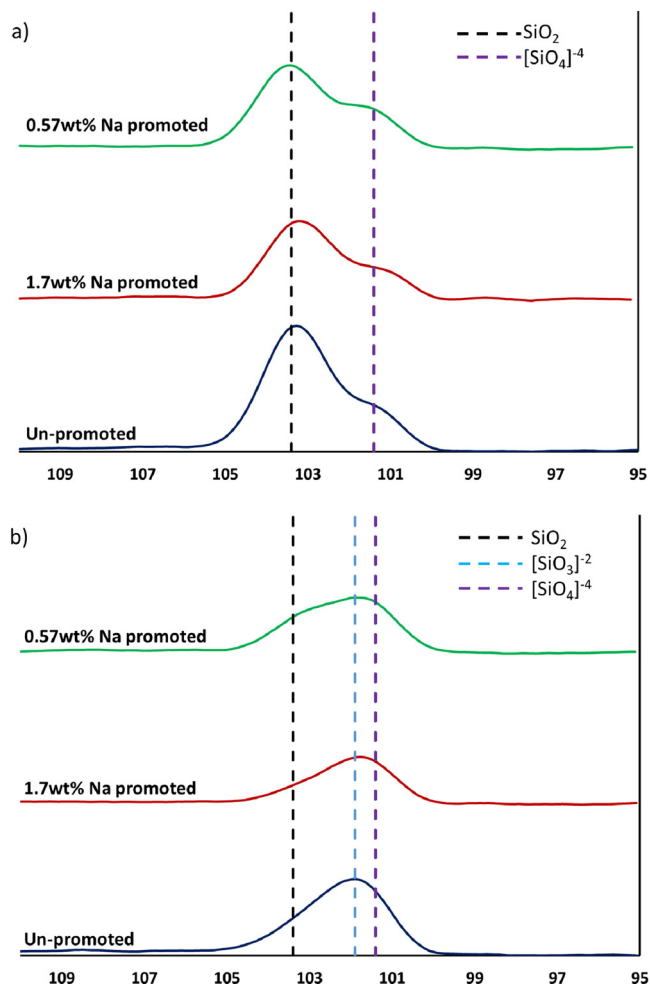 a)
SiO₂
[SiO₄]⁻⁴
0.57wt% Na promoted
1.7wt% Na promoted
Un-promoted
109 107 105 103 101 99 97 95
b)
SiO₂
[SiO₃]⁻²
[SiO₄]⁻⁴
0.57wt% Na promoted
1.7wt% Na promoted
Un-promoted
109 107 105 103 101 99 97 95